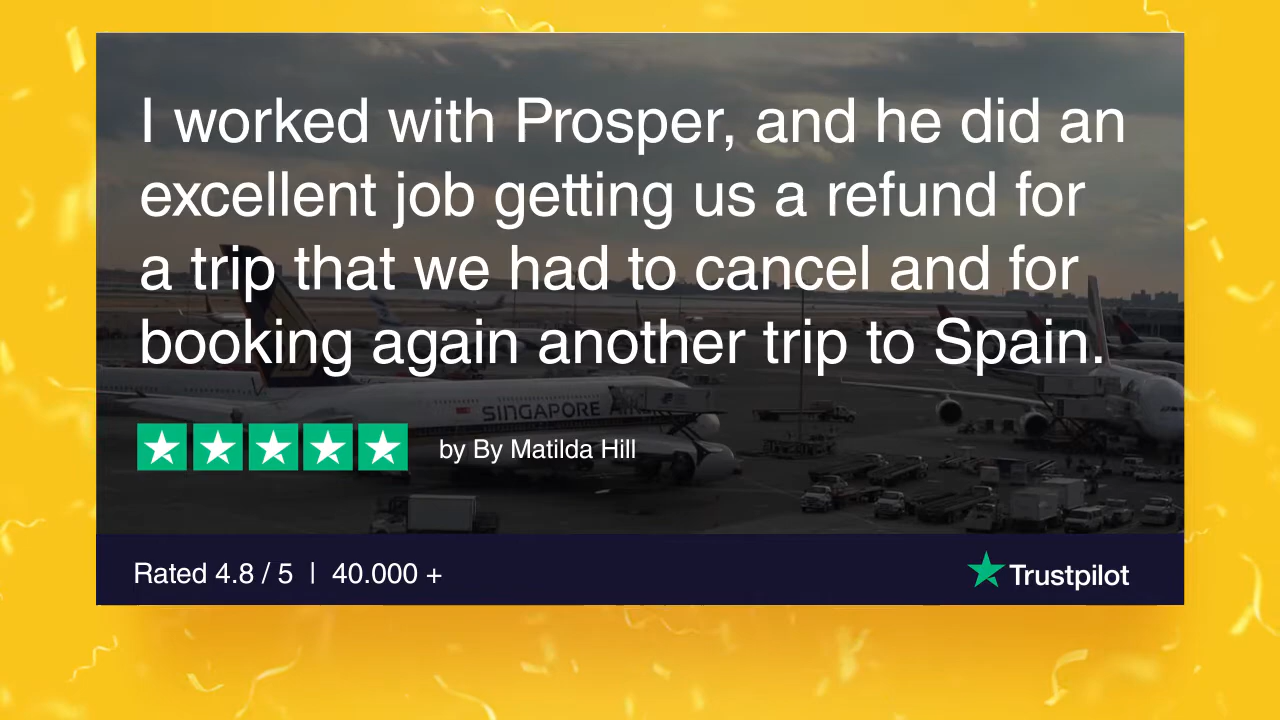 I worked with Prosper, and he did an
excellent job getting us a refund for
a trip that we had to cancel and for
booking again another trip to Spain.
SINGAPORE AIRLINES
by By Matilda Hill
Rated 4.8 / 5 | 40.000 +
Trustpilot